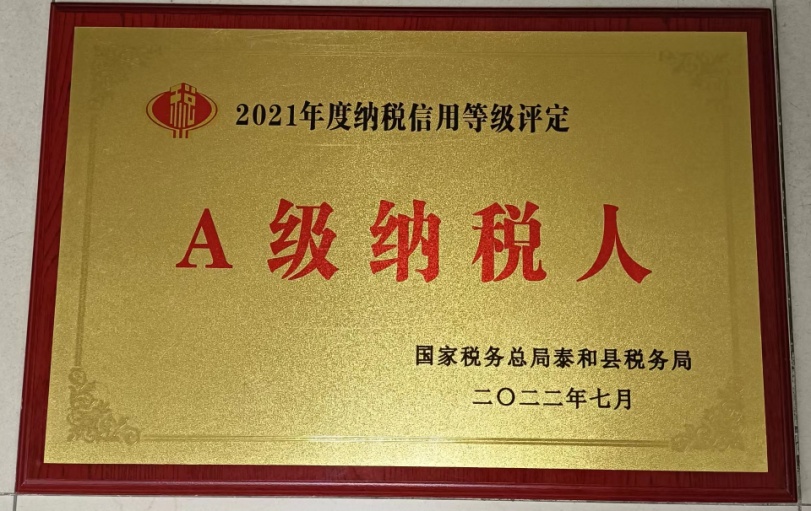 税
2021年度纳税信用等级评定
A级纳税人
国家税务总局泰和县税务局
二〇二二年七月